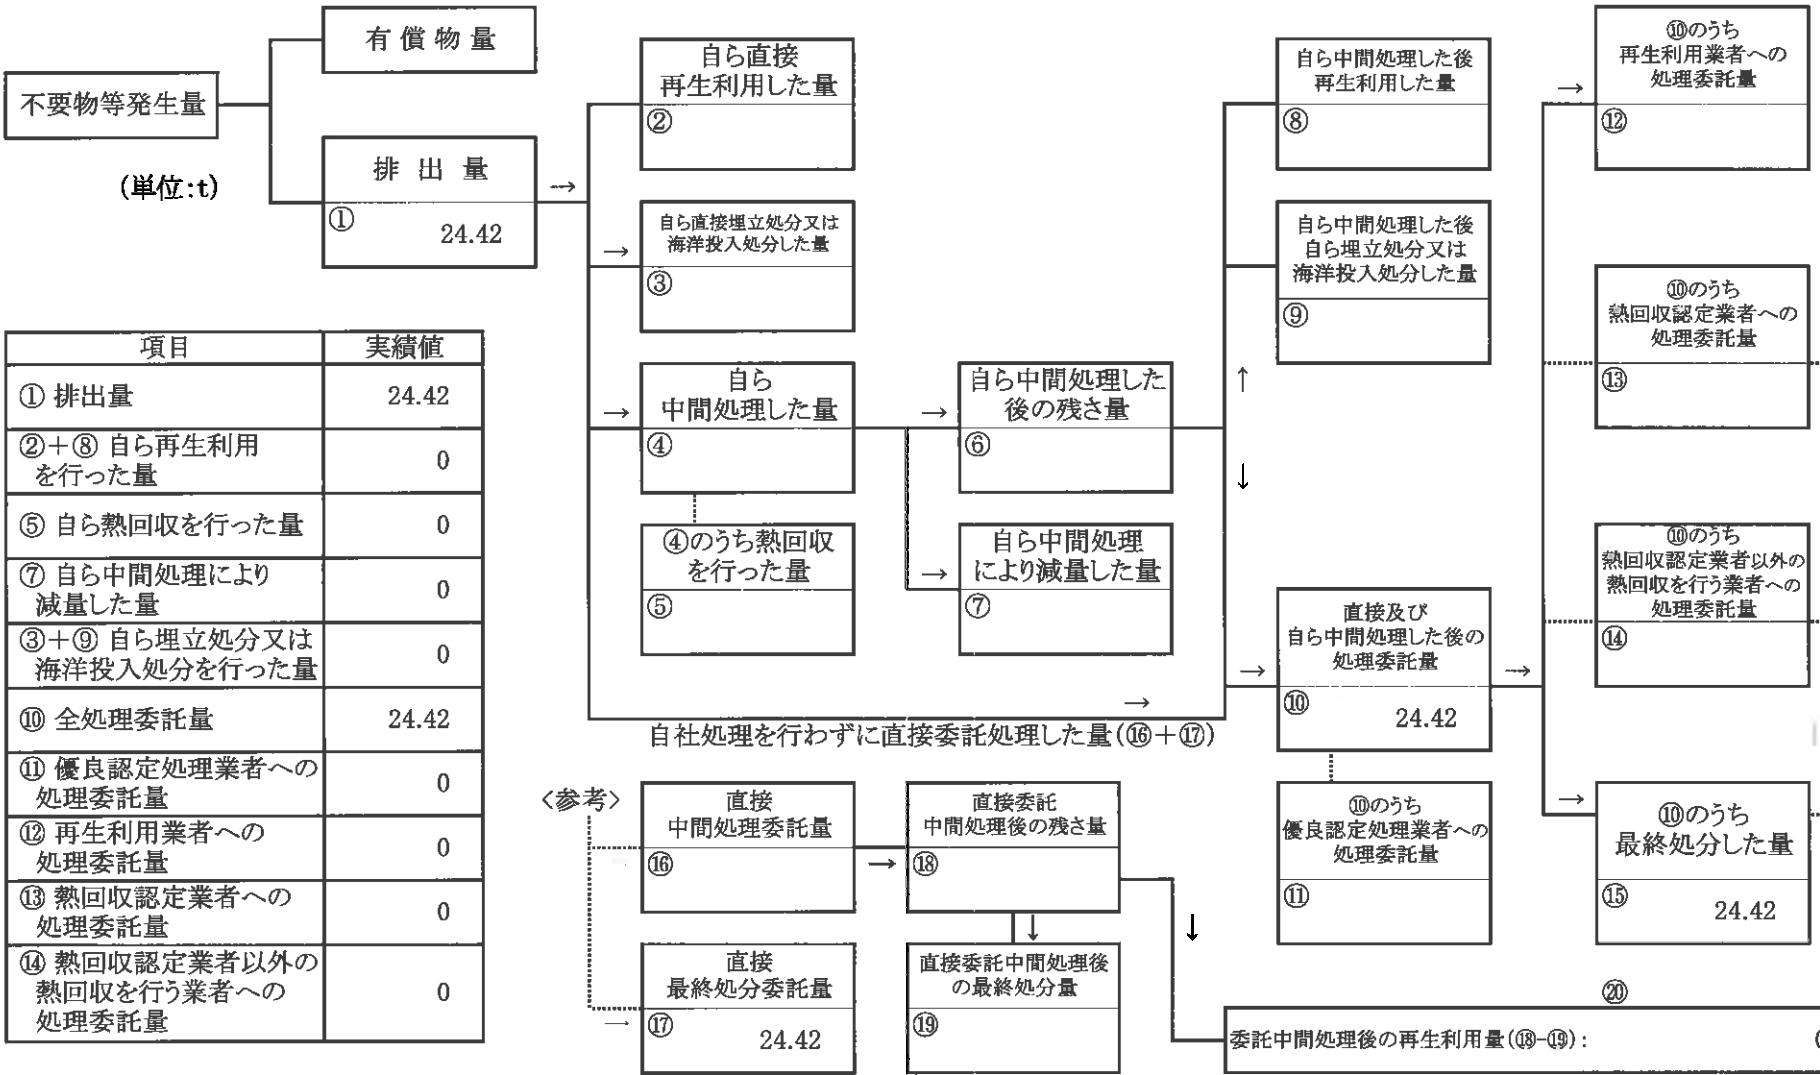 不要物等発生量
(単位:t)
有償物量
排出量
①
24.42
自ら直接
再生利用した量
②
自ら直接埋立処分又は
海洋投入処分した量
③
自ら
中間処理した量
④
④のうち熱回収
を行った量
⑤
自ら中間処理した
後の残さ量
⑥
自ら中間処理
により減量した量
⑦
自ら中間処理した後
再生利用した量
⑧
自ら中間処理した後
自ら埋立処分又は
海洋投入処分した量
⑨
直接及び
自ら中間処理した後の
処理委託量
⑩
24.42
⑩のうち
優良認定処理業者への
処理委託量
⑪
⑩のうち
再生利用業者への
処理委託量
⑫
⑩のうち
熱回収認定業者への
処理委託量
⑬
⑩のうち
熱回収認定業者以外の
熱回収を行う業者への
処理委託量
⑭
⑩のうち
最終処分した量
⑮
24.42
自社処理を行わずに直接委託処理した量(⑯+⑰)
<参考>
直接
中間処理委託量
⑯
直接
最終処分委託量
⑰
24.42
直接委託
中間処理後の残さ量
⑱
直接委託中間処理後
の最終処分量
⑲
⑳
委託中間処理後の再生利用量(⑱-⑲):
項目 実績値
① 排出量 24.42
②+⑧ 自ら再生利用
を行った量 0
⑤ 自ら熱回収を行った量 0
⑦ 自ら中間処理により
減量した量 0
③+⑨ 自ら埋立処分又は
海洋投入処分を行った量 0
⑩ 全処理委託量 24.42
⑪ 優良認定処理業者への
処理委託量 0
⑫ 再生利用業者への
処理委託量 0
⑬ 熱回収認定業者への
処理委託量 0
⑭ 熱回収認定業者以外の
熱回収を行う業者への
処理委託量 0